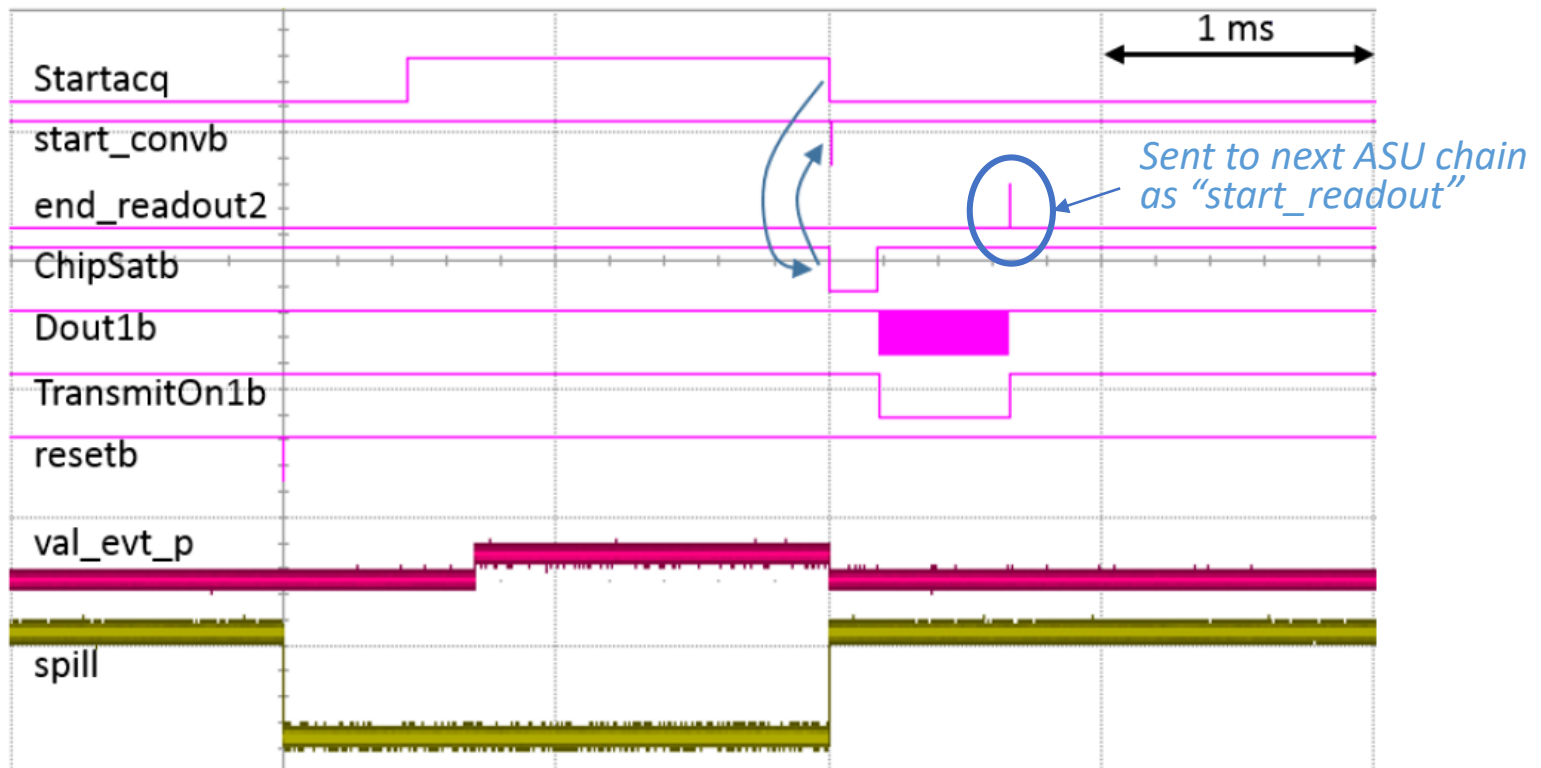 1 ms
Startacq
start_convb
Sent to next ASU chain
as “start_readout”
end_readout2
ChipSatb
Dout1b
TransmitOn1b
resetb
val_evt_p
spill